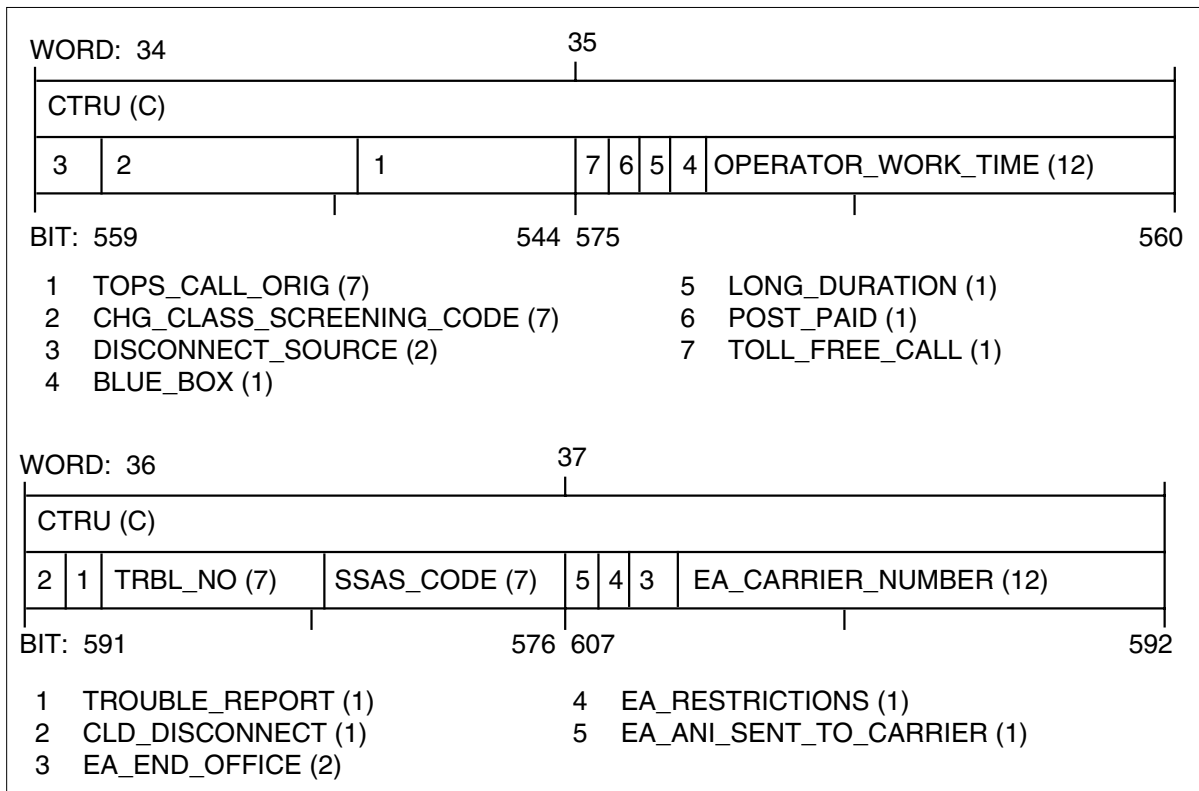 WORD: 34 35
CTRU (C)
3 2 1 7 6 5 4 OPERATOR_WORK_TIME (12)
BIT: 559 544 575 560
1 TOPS_CALL_ORIG (7)
2 CHG_CLASS_SCREENING_CODE (7)
3 DISCONNECT_SOURCE (2)
4 BLUE_BOX (1)
5 LONG_DURATION (1)
6 POST_PAID (1)
7 TOLL_FREE_CALL (1)
WORD: 36 37
CTRU (C)
2 1 TRBL_NO (7) SSAS_CODE (7) 5 4 3 EA_CARRIER_NUMBER (12)
BIT: 591 576 607 592
1 TROUBLE_REPORT (1)
2 CLD_DISCONNECT (1)
3 EA_END_OFFICE (2)
4 EA_RESTRICTIONS (1)
5 EA_ANI_SENT_TO_CARRIER (1)